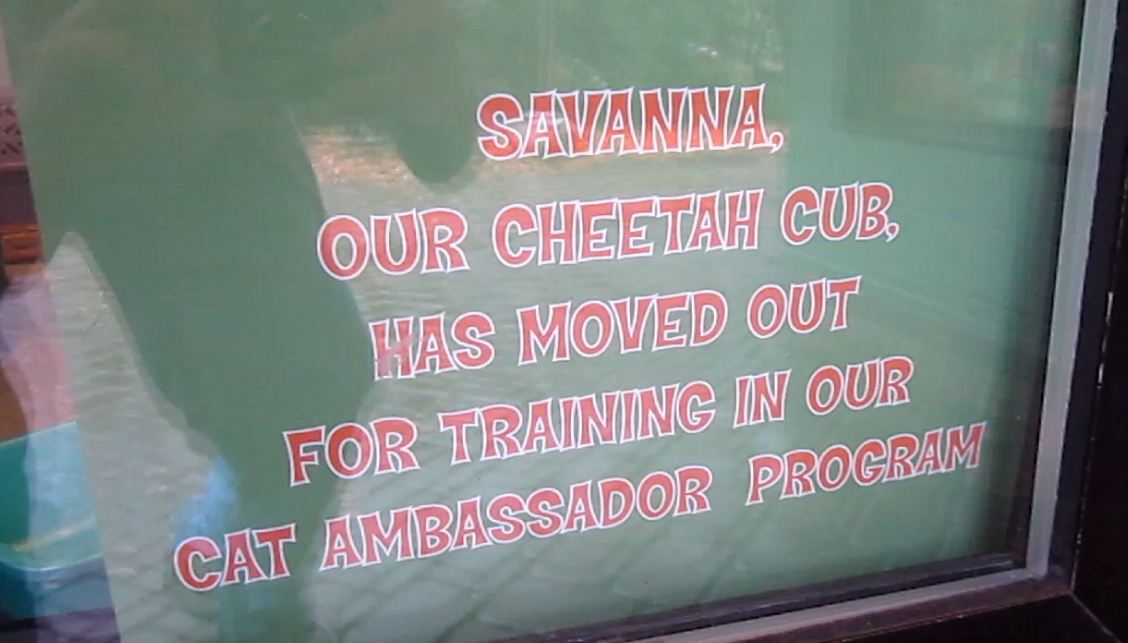 SAVANNA,
OUR CHEETAH CUB,
HAS MOVED OUT
FOR TRAINING IN OUR
CAT AMBASSADOR PROGRAM